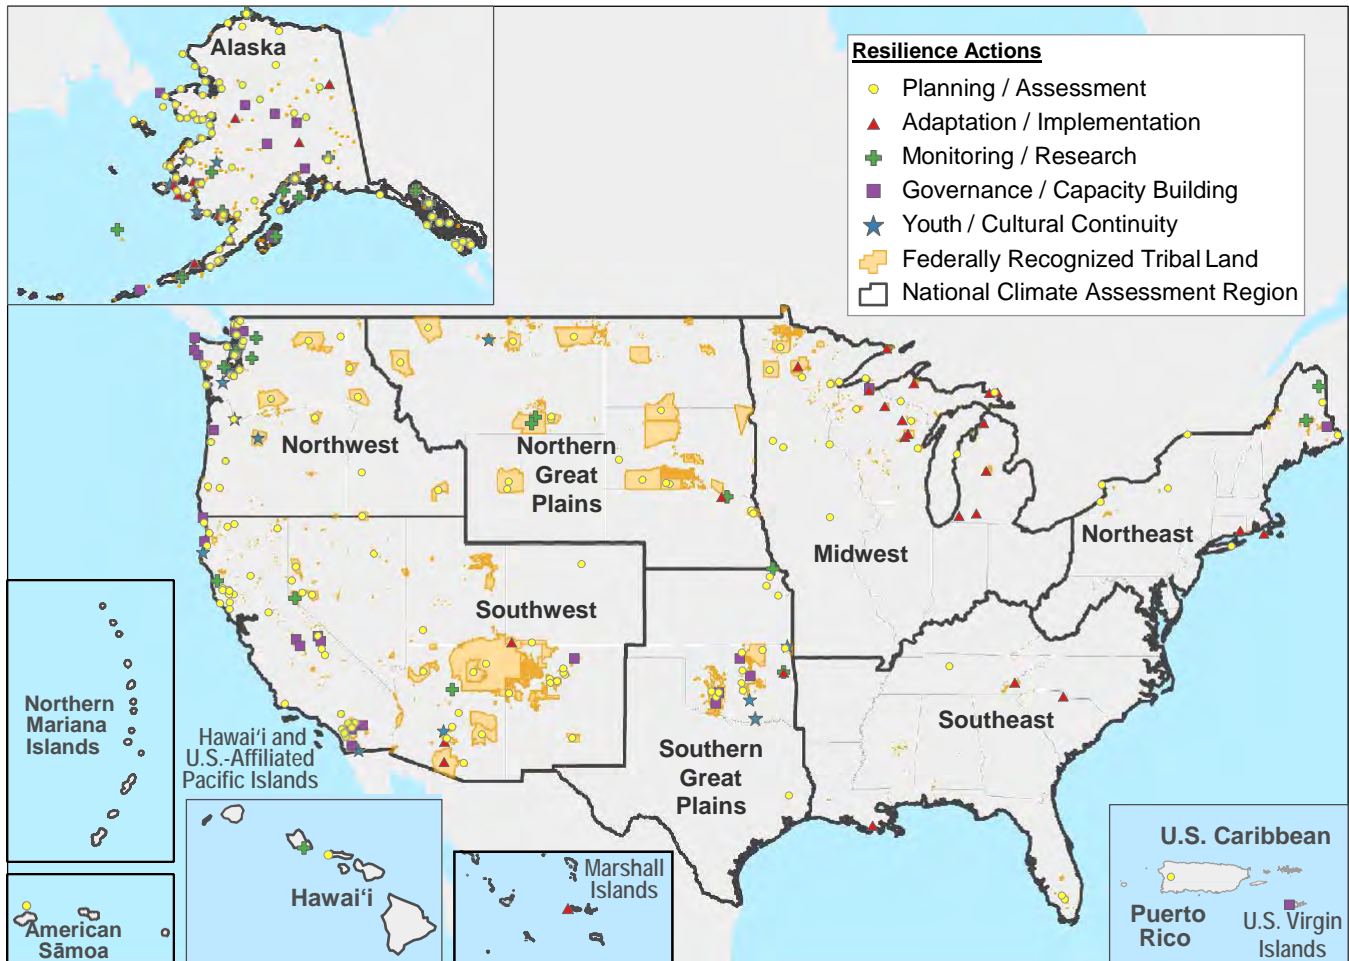 Alaska
Resilience Actions
Planning / Assessment
Adaptation / Implementation
Monitoring / Research
Governance / Capacity Building
Youth / Cultural Continuity
Federally Recognized Tribal Land
National Climate Assessment Region
Northwest
Northern
Great
Plains
Midwest
Northeast
Southwest
Southeast
Southern
Great
Plains
Northern
Mariana
Islands
Hawai‘i and
U.S.-Affiliated
Pacific Islands
American
Sāmoa
Hawai‘i
Marshall
Islands
U.S. Caribbean
Puerto
Rico
U.S. Virgin
Islands